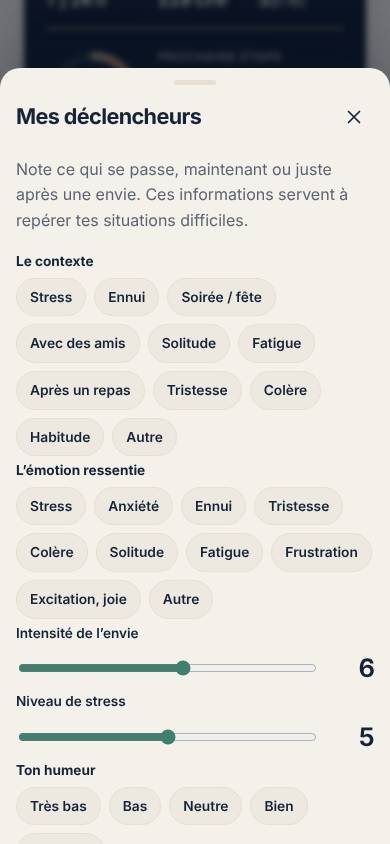 Mes déclencheurs
Note ce qui se passe, maintenant ou juste
après une envie. Ces informations servent à
repérer tes situations difficiles.
Le contexte
Stress Ennui Soirée / fête
Avec des amis Solitude Fatigue
Après un repas Tristesse Colère
Habitude Autre
L'émotion ressentie
Stress Anxiété Ennui Tristesse
Colère Solitude Fatigue Frustration
Excitation, joie Autre
Intensité de l'envie
6
Niveau de stress
5
Ton humeur
Très bas Bas Neutre Bien